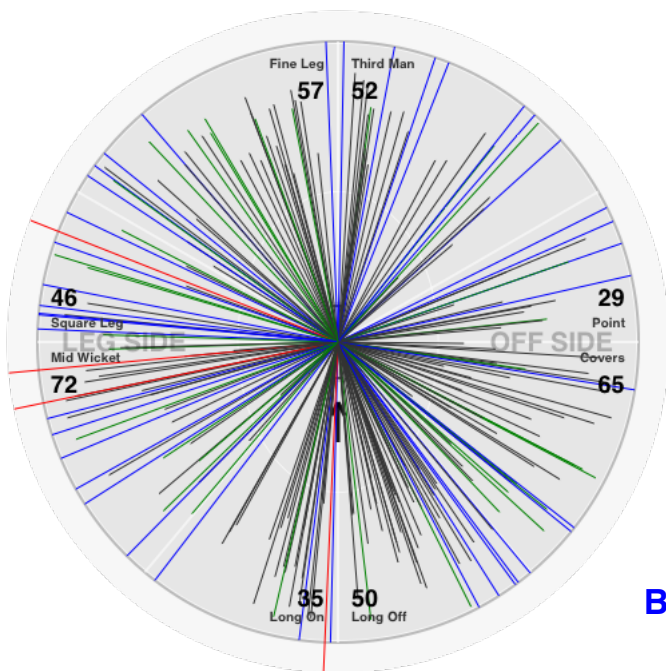 Fine Leg Third Man
57 52
46 29
Square Leg Point
LEG SIDE OFF SIDE
Mid Wicket Covers
72 65
35 50
Long On Long Off
B